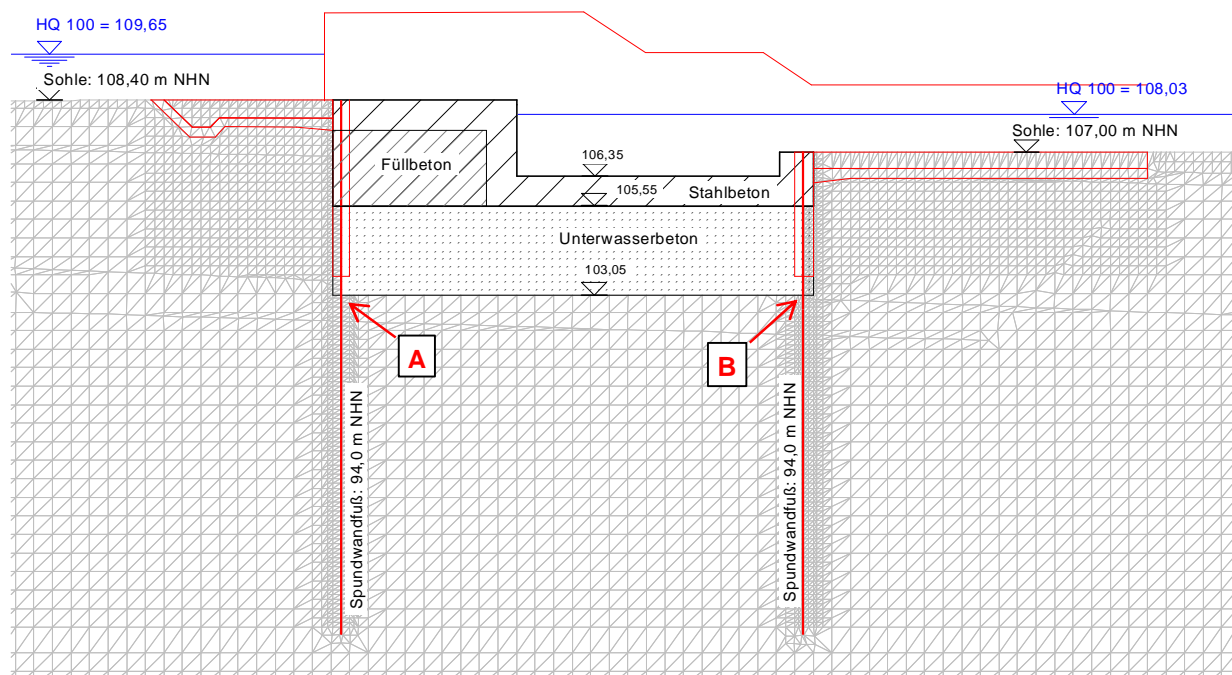 HQ 100 = 109,65
Sohle: 108,40 m NHN
HQ 100 = 108,03
Sohle: 107,00 m NHN
106,35
Füllbeton
105,55
Stahlbeton
Unterwasserbeton
103,05
A
B
Spundwandfuß: 94,0 m NHN
Spundwandfuß: 94,0 m NHN